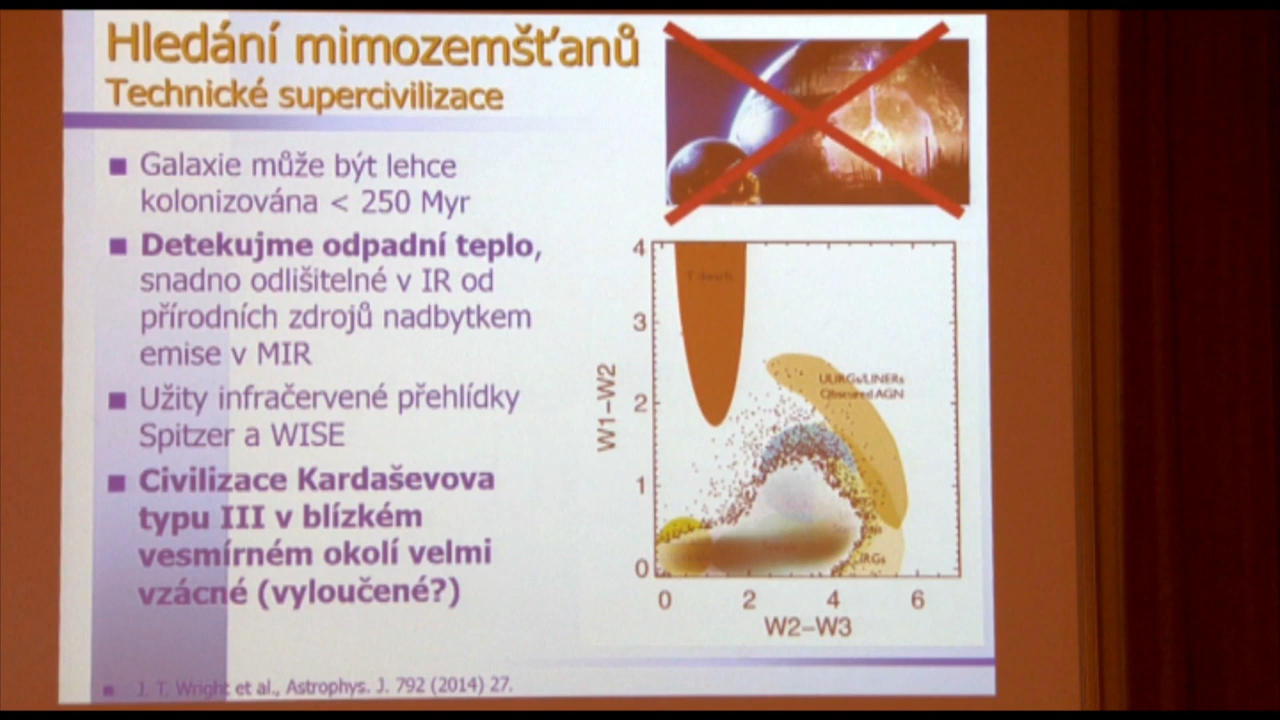 Hledání mimozemšťanů
Technické supercivilizace
■ Galaxie může být lehce
kolonizována < 250 Myr
■ Detekujme odpadní teplo,
snadno odlišitelné v IR od
přírodních zdrojů nadbytkem
emise v MIR
■ Užity infračervené přehlídky
Spitzer a WISE
■ Civilizace Kardaševova
typu III v blízkém
vesmírném okolí velmi
vzácné (vyloučené?)
■ J. T. Wright et al., Astrophys. J. 792 (2014) 27.
4
3
2
1
0
W1–W2
ULIRGs/LINERs
Obscured AGN
0 2 4 6
W2–W3